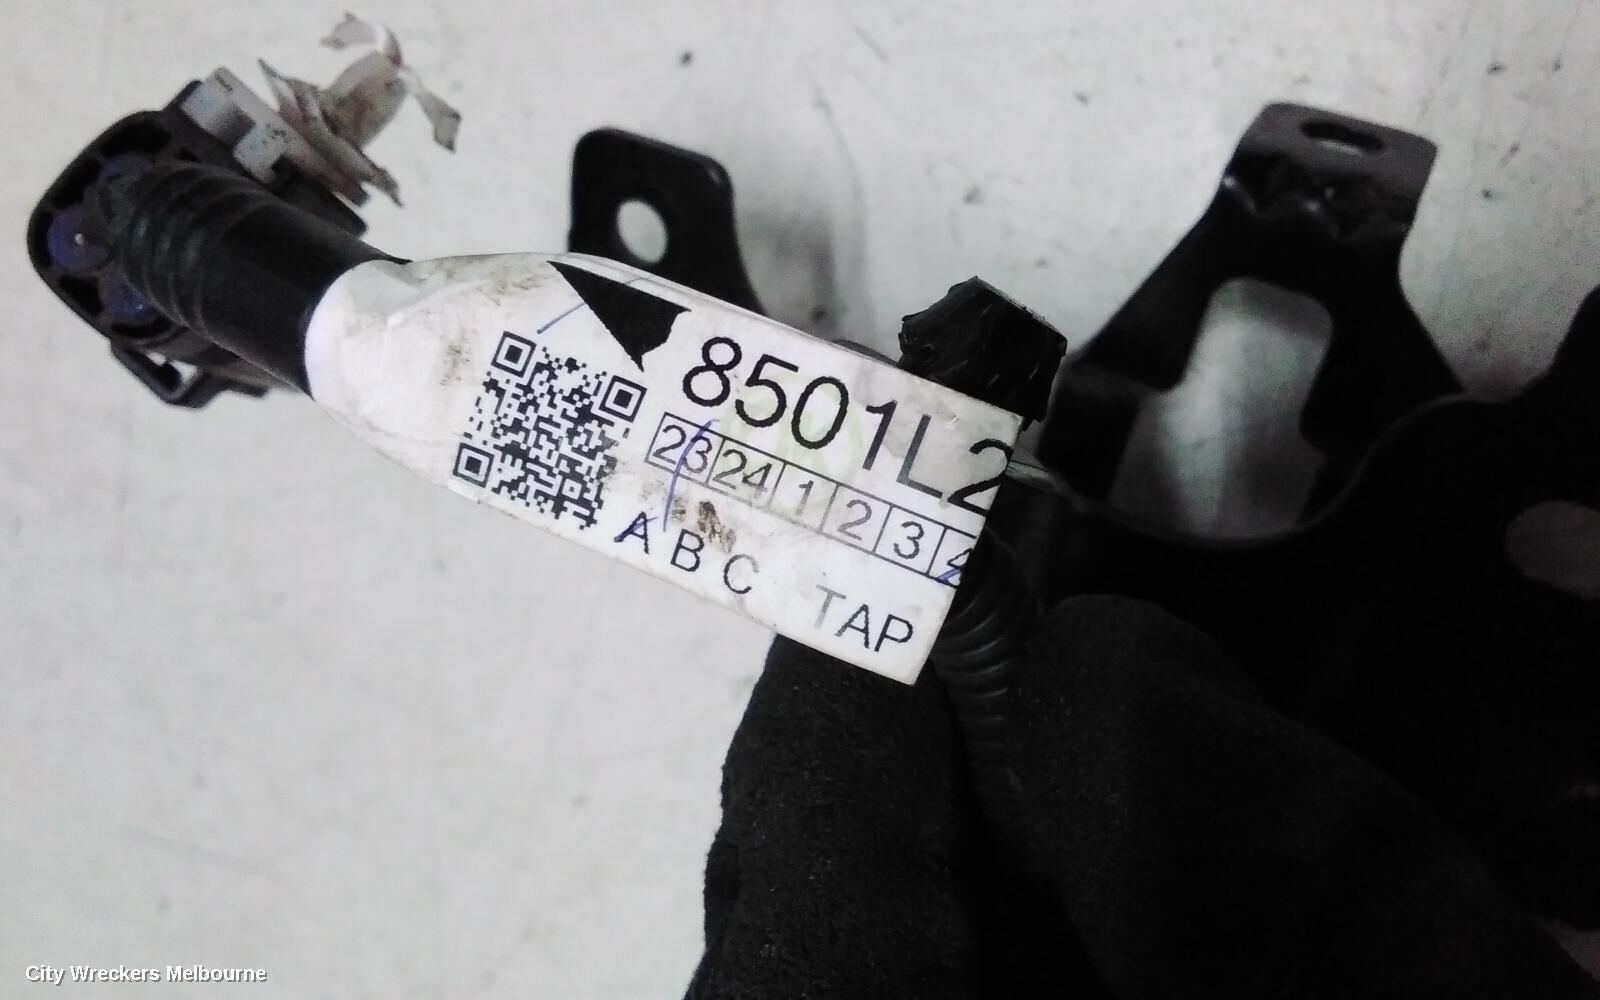 8501L2
23 24 1 2 3
A B C TAP
City Wreckers Melbourne